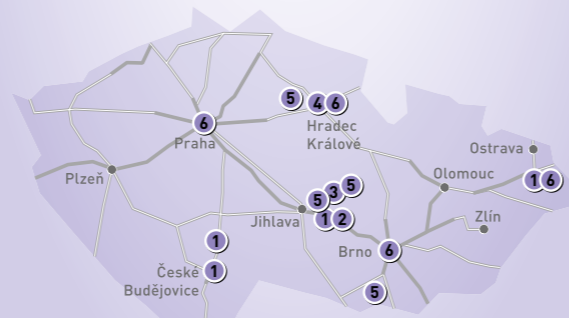 5
4
6
6
Praha
Hradec
Králové
Ostrava
1
6
Plzeň
Olomouc
5
3
5
Jihlava
1
2
Zlín
1
Brno
6
České
Budějovice
1
5